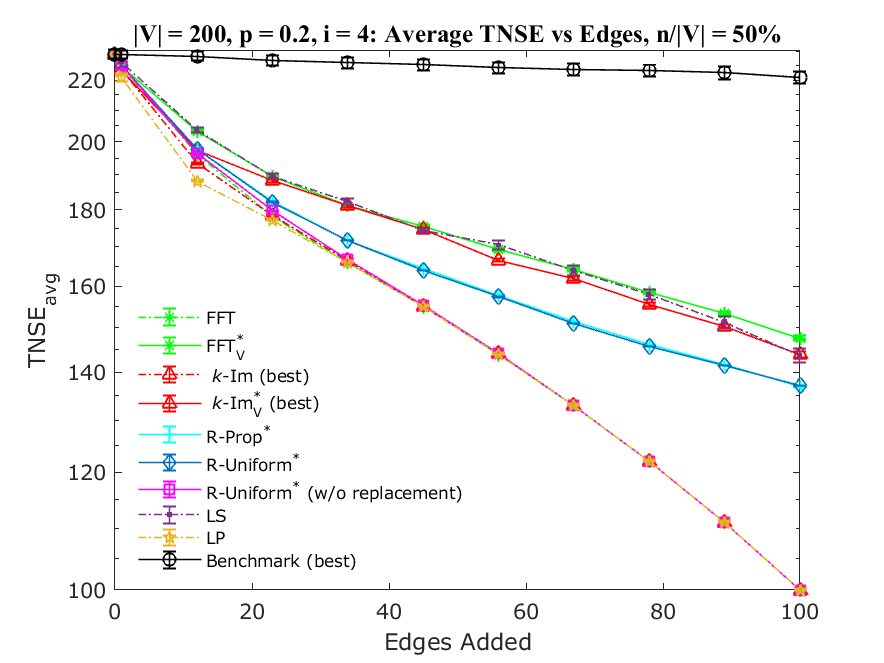 |V| = 200, p = 0.2, i = 4: Average TNSE vs Edges, n/|V| = 50%
TNSE_avg
220
200
180
160
140
120
100
FFT
FFT*_V
k-Im (best)
k-Im*_V (best)
R-Prop*
R-Uniform*
R-Uniform* (w/o replacement)
LS
LP
Benchmark (best)
0 20 40 60 80 100
Edges Added